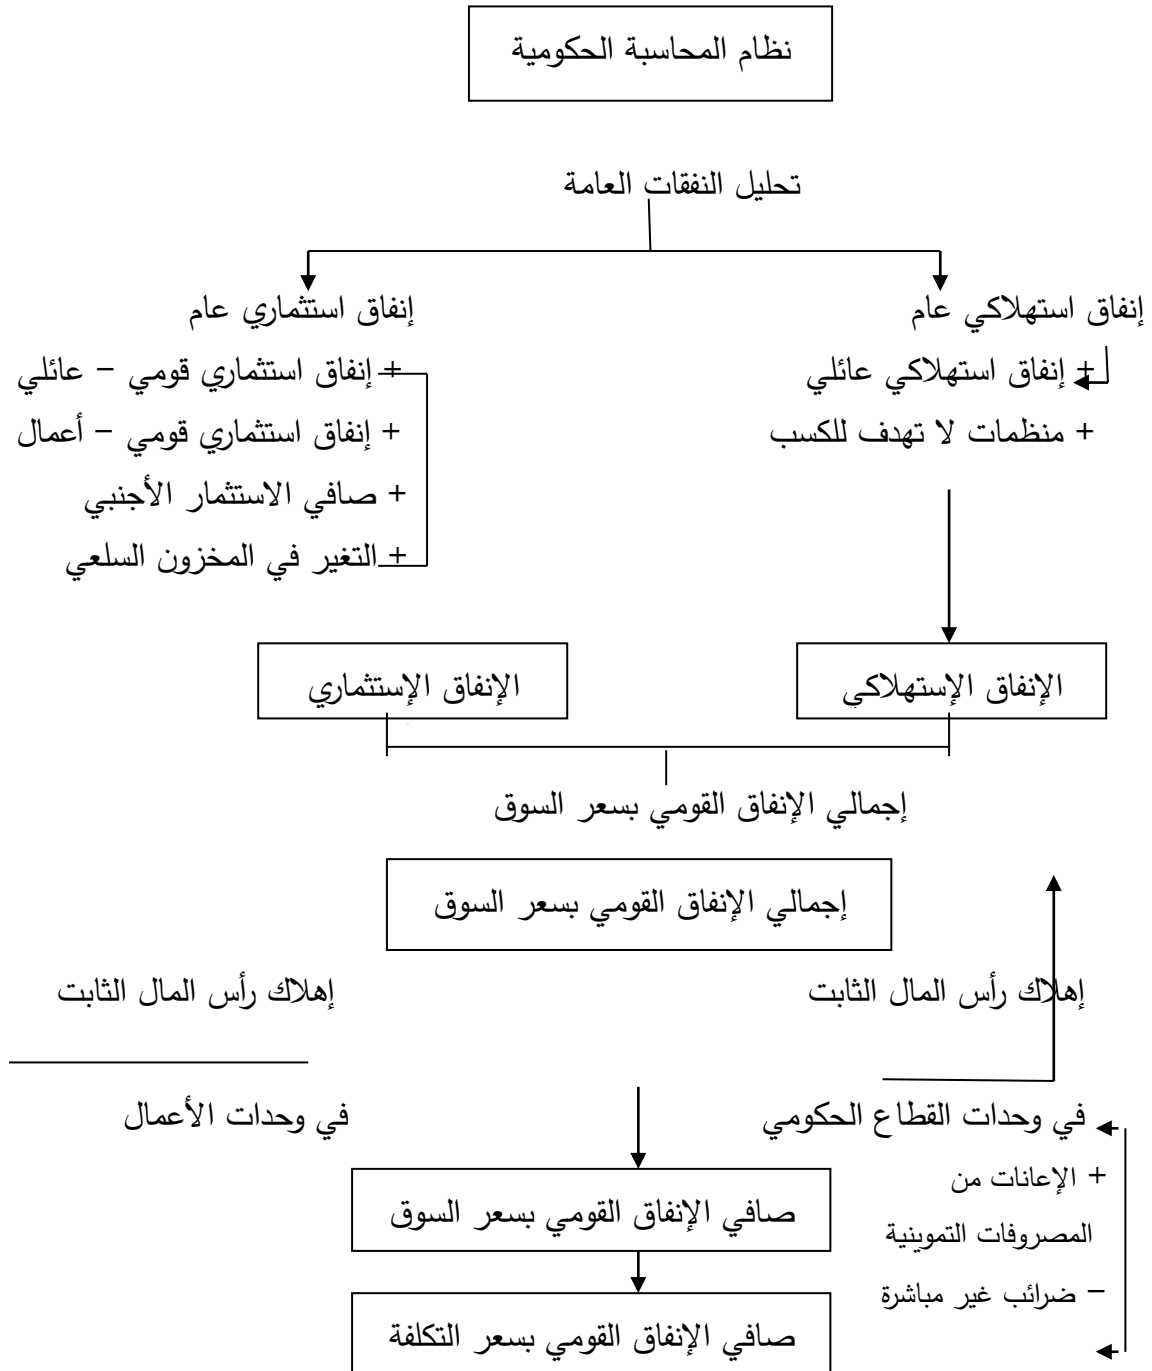 نظام المحاسبة الحكومية
تحليل النفقات العامة
إنفاق استهلاكي عام
إنفاق استثماري عام
+ إنفاق استهلاكي عائلي
+ إنفاق استثماري قومي – عائلي
+ منظمات لا تهدف للكسب
+ إنفاق استثماري قومي – أعمال
+ صافي الاستثمار الأجنبي
+ التغير في المخزون السلعي
الإنفاق الإستهلاكي
الإنفاق الإستثماري
إجمالي الإنفاق القومي بسعر السوق
إجمالي الإنفاق القومي بسعر السوق
إهلاك رأس المال الثابت
إهلاك رأس المال الثابت
في وحدات القطاع الحكومي
في وحدات الأعمال
+ الإعانات من
المصروفات التموينية
– ضرائب غير مباشرة
صافي الإنفاق القومي بسعر السوق
صافي الإنفاق القومي بسعر التكلفة